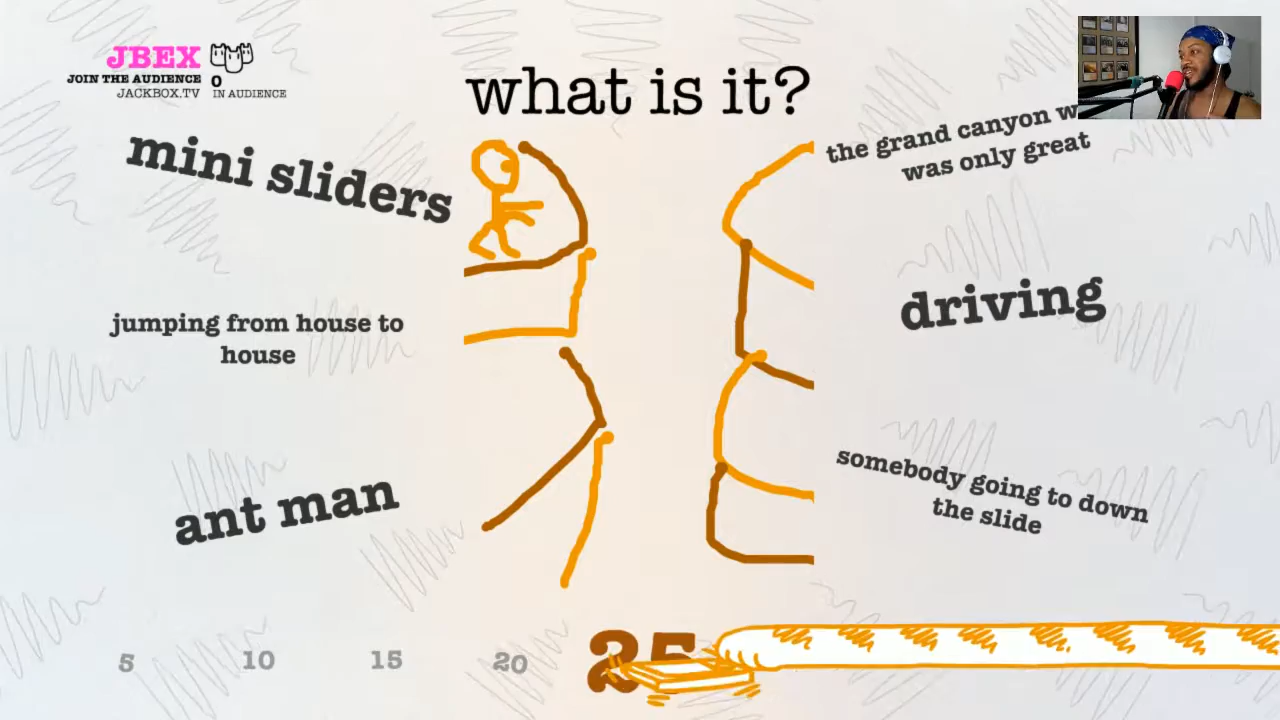 JBEX
JOIN THE AUDIENCE
JACKBOX.TV
0
IN AUDIENCE
what is it?
mini sliders
the grand canyon
was only great
jumping from house to
house
driving
ant man
somebody going to down
the slide
5
10
15
20
25